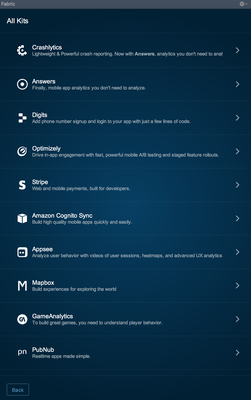 Fabric
All Kits
Crashlytics
Lightweight & Powerful crash reporting. Now with Answers, analytics you don't need to anal
Answers
Finally, mobile app analytics you don't need to analyze.
Digits
Add phone number signup and login to your app with just a few lines of code.
Optimizely
Drive in-app engagement with fast, powerful mobile A/B testing and staged feature rollouts.
Stripe
Web and mobile payments, built for developers.
Amazon Cognito Sync
Build high quality mobile apps quickly and easily.
Appsee
Analyze user behavior with videos of user sessions, heatmaps, and advanced UX analytics
Mapbox
Build experiences for exploring the world
GameAnalytics
To build great games, you need to understand player behavior.
pn PubNub
Realtime apps made simple.
Back